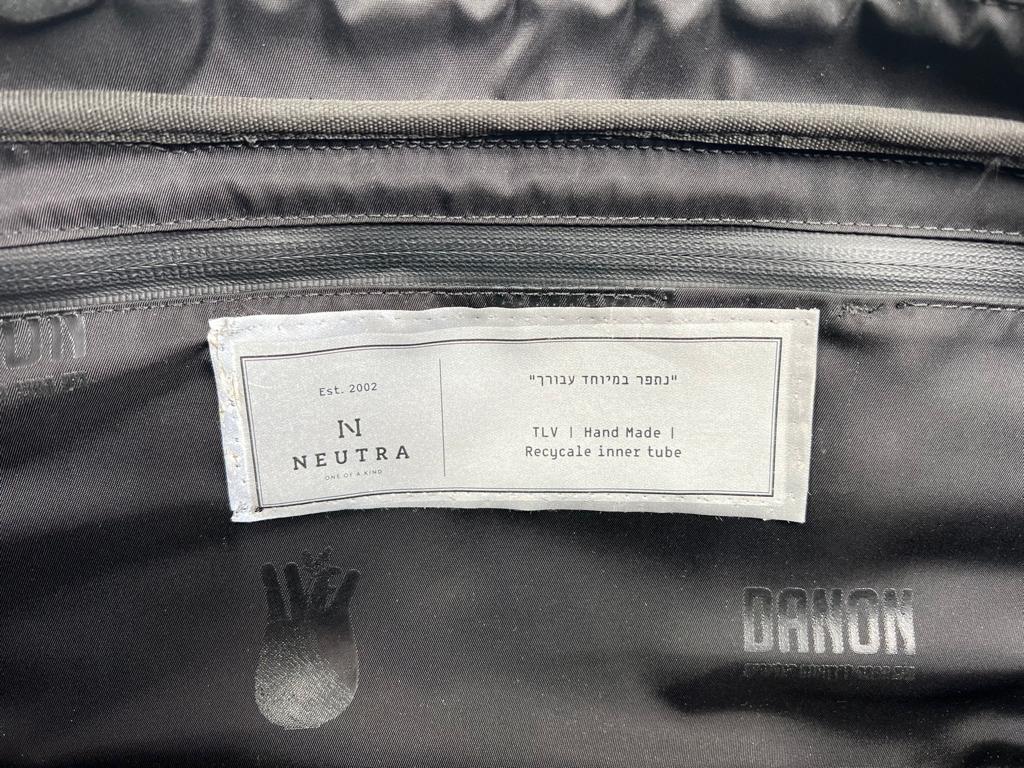 Est. 2002
N
NEUTRA
ONE OF A KIND
"נתפר במיוחד עבורך"
TLV | Hand Made |
Recycale inner tube
DANON